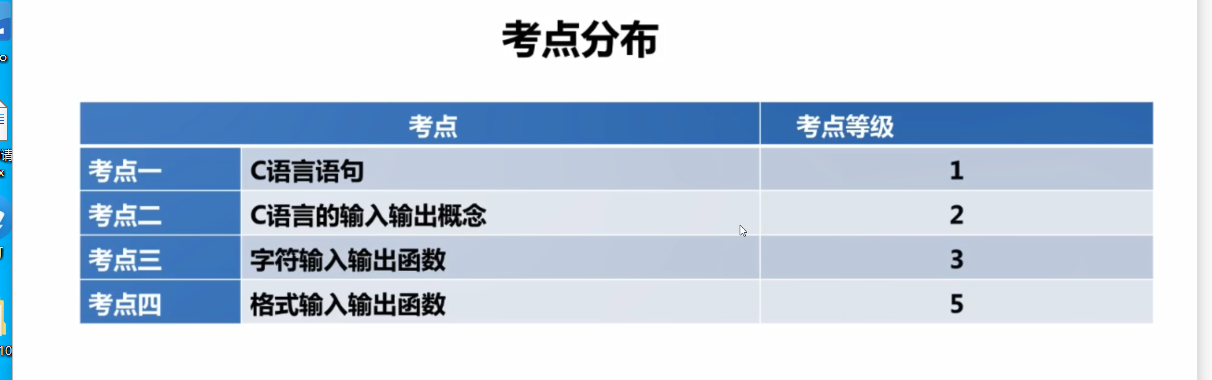 考点分布
考点 考点等级
考点一 C语言语句 1
考点二 C语言的输入输出概念 2
考点三 字符输入输出函数 3
考点四 格式输入输出函数 5
o
请
x
10